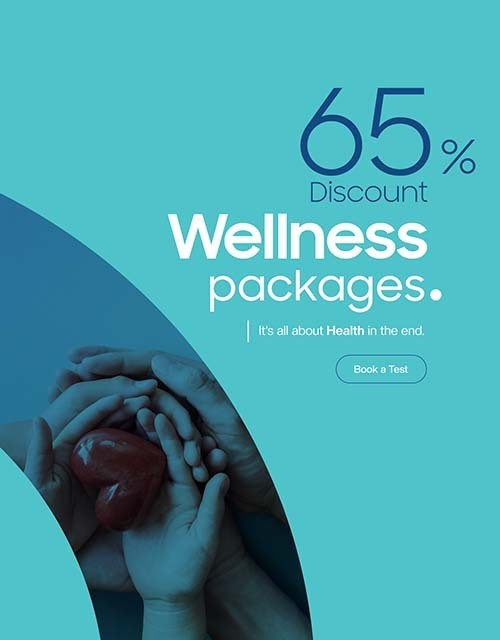 65%
Discount
Wellness
packages.
It's all about Health in the end.
Book a Test